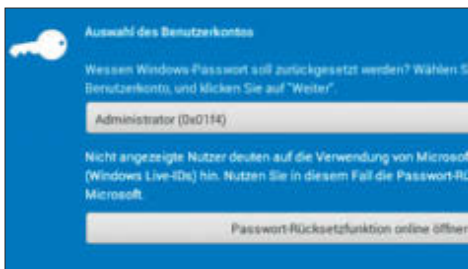 Auswahl des Benutzerkontos
Wessen Windows-Passwort soll zurückgesetzt werden? Wählen S
Benutzerkonto, und klicken Sie auf "Weiter".
Administrator (0x01f4)
Nicht angezeigte Nutzer deuten auf die Verwendung von Microsof
(Windows Live-IDs) hin. Nutzen Sie in diesem Fall die Passwort-Rü
Microsoft.
Passwort-Rücksetzfunktion online öffnen